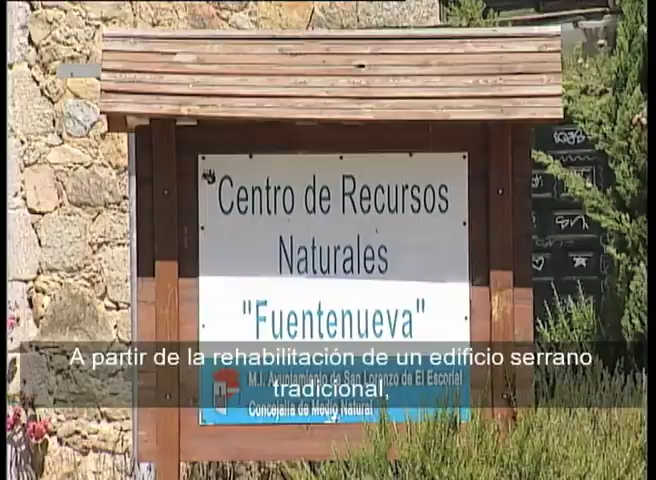 Centro de Recursos
Naturales
"Fuentenueva"
A partir de la rehabilitación de un edificio serrano
tradicional,
M.I. Ayuntamiento de San Lorenzo de El Escorial
Concejalía de Medio Natural